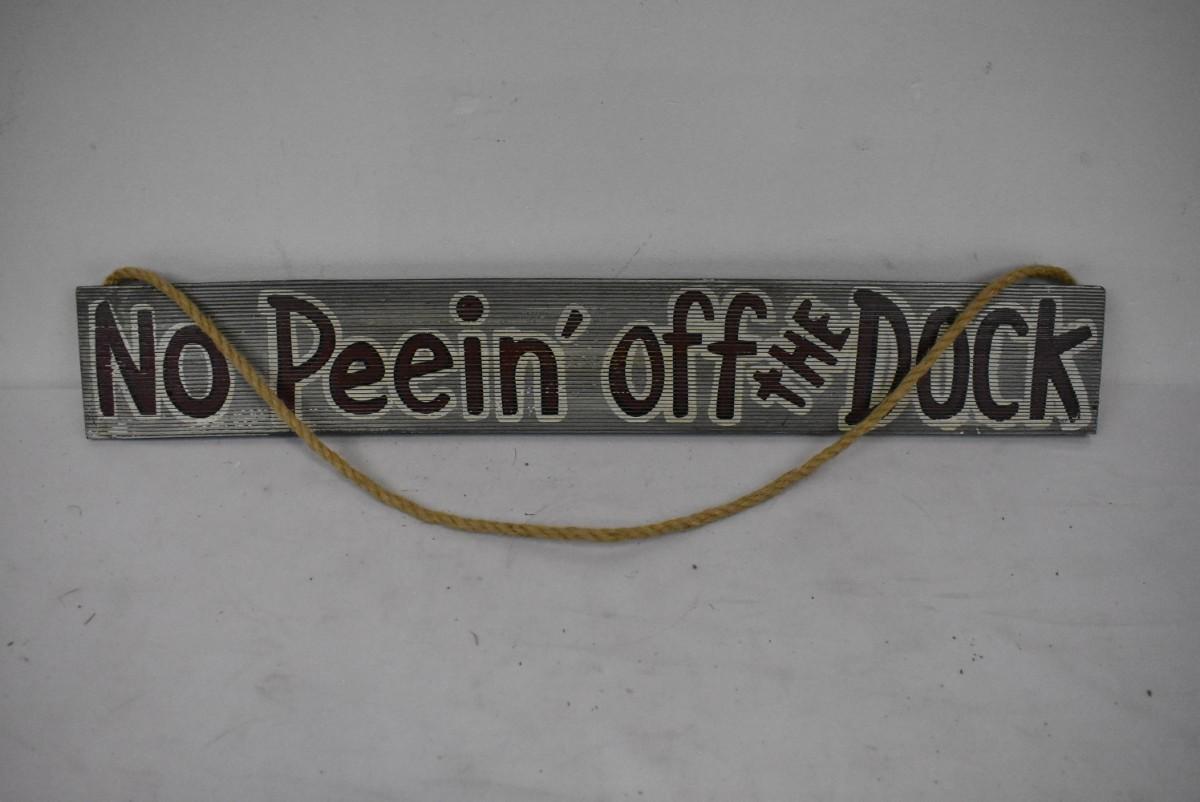 No Peein' off tHE DOCK